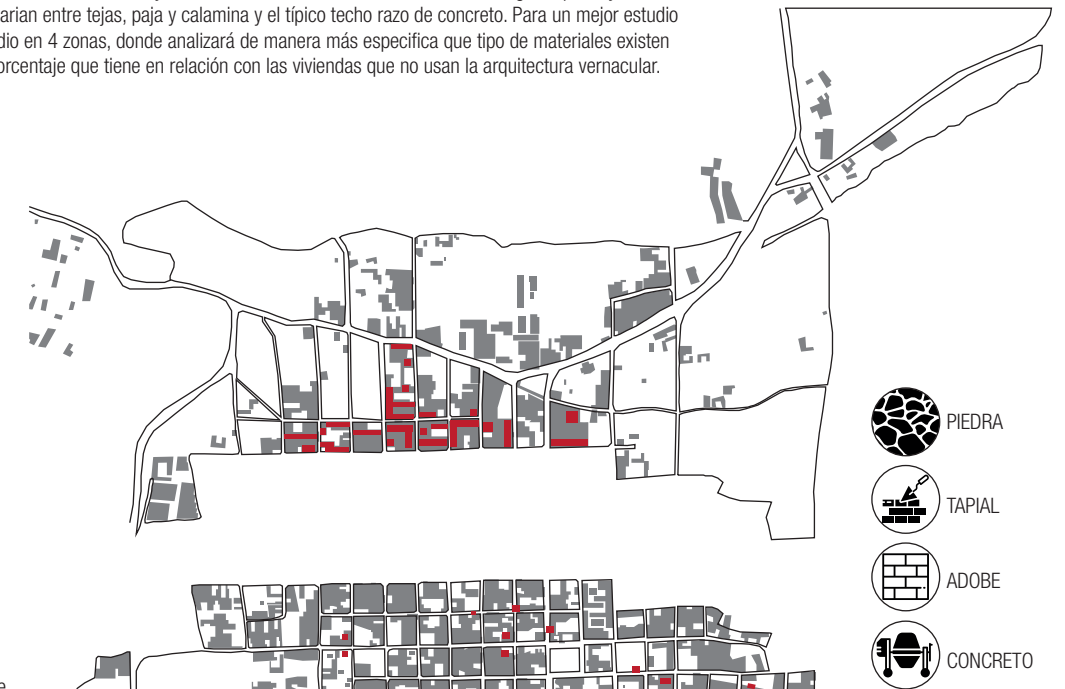 arian entre tejas, paja y calamina y el típico techo razo de concreto. Para un mejor estudio
dio en 4 zonas, donde analizará de manera más especifica que tipo de materiales existen
orcentaje que tiene en relación con las viviendas que no usan la arquitectura vernacular.
PIEDRA
TAPIAL
ADOBE
CONCRETO